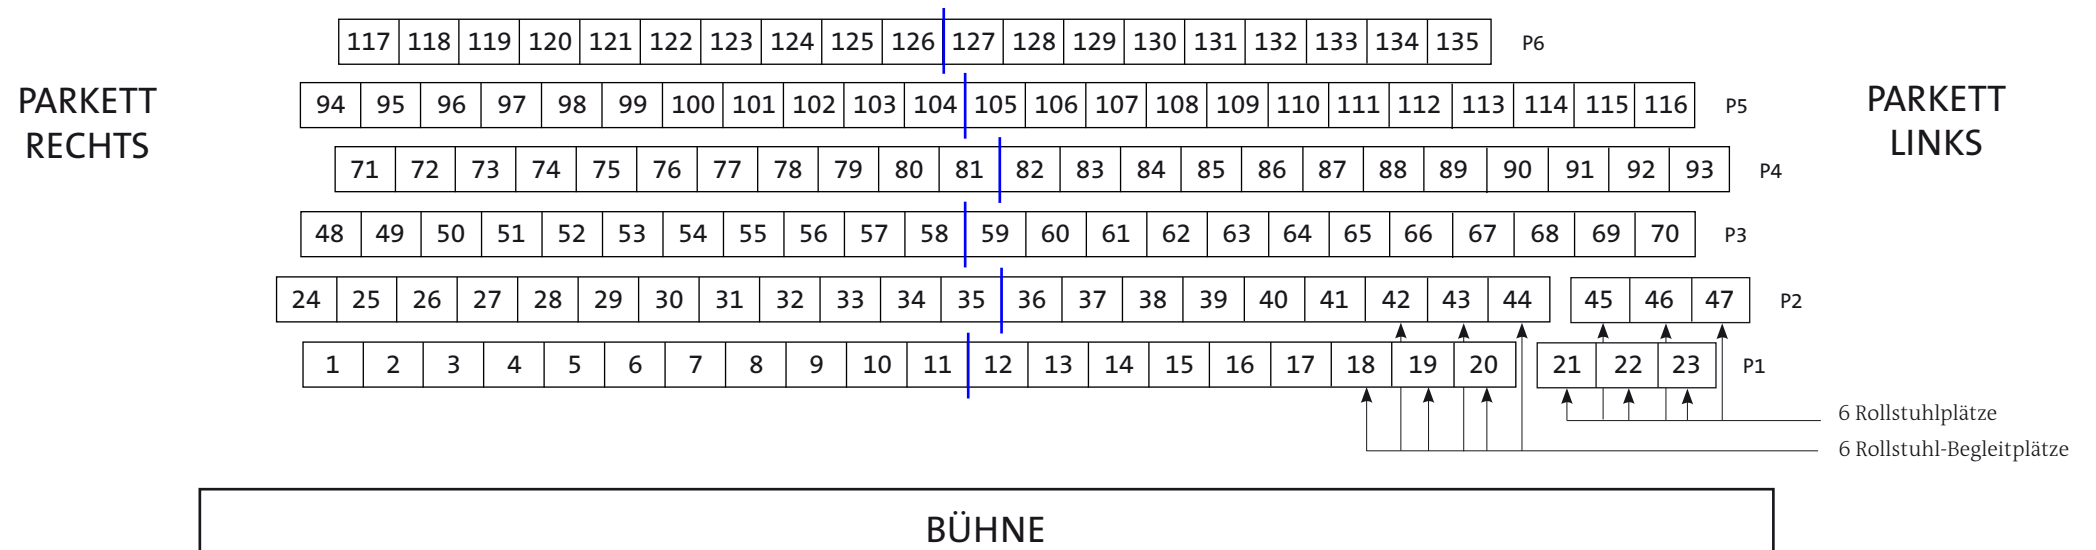 117 118 119 120 121 122 123 124 125 126 127 128 129 130 131 132 133 134 135 P6
PARKETT
RECHTS
94 95 96 97 98 99 100 101 102 103 104 105 106 107 108 109 110 111 112 113 114 115 116 P5
PARKETT
LINKS
71 72 73 74 75 76 77 78 79 80 81 82 83 84 85 86 87 88 89 90 91 92 93 P4
48 49 50 51 52 53 54 55 56 57 58 59 60 61 62 63 64 65 66 67 68 69 70 P3
24 25 26 27 28 29 30 31 32 33 34 35 36 37 38 39 40 41 42 43 44 45 46 47 P2
1 2 3 4 5 6 7 8 9 10 11 12 13 14 15 16 17 18 19 20 21 22 23 P1
6 Rollstuhlplätze
6 Rollstuhl-Begleitplätze
BÜHNE